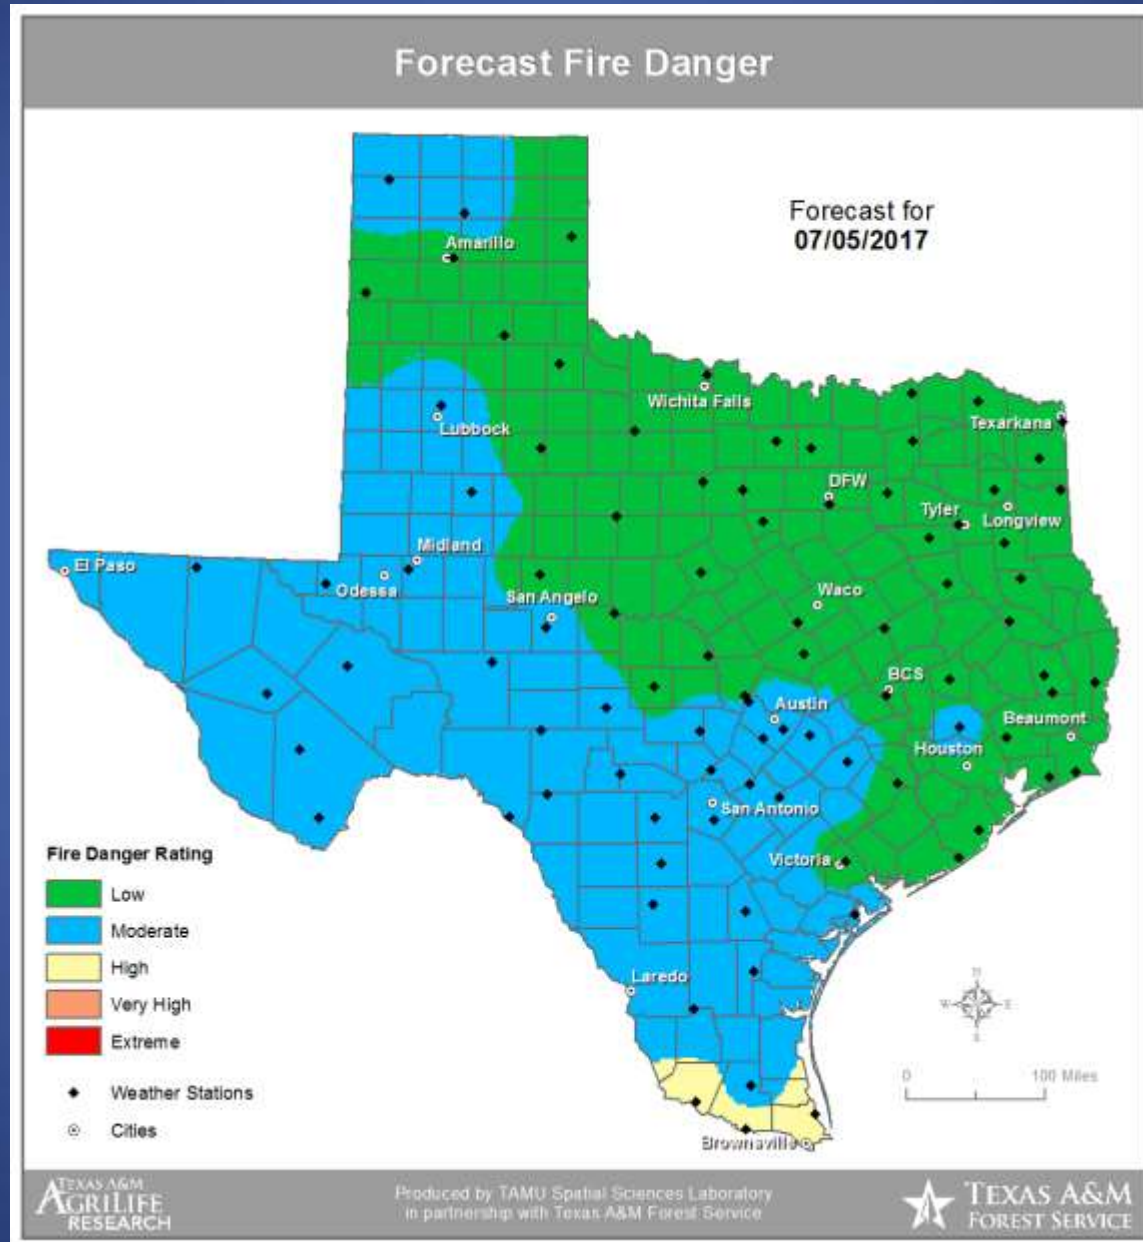 Forecast Fire Danger
Forecast for
07/05/2017
Amarillo
Wichita Falls
Texarkana
Lubbock
DFW
Tyler
Longview
Midland
El Paso
Odessa
San Angelo
Waco
BCS
Austin
Beaumont
Houston
San Antonio
Victoria
Fire Danger Rating
Low
Moderate
High
Very High
Extreme
Laredo
N
W
E
S
0 100 Miles
Weather Stations
Cities
Brownsville
TEXAS A&M
AGRILIFE
RESEARCH
Produced by TAMU Spatial Sciences Laboratory
in partnership with Texas A&M Forest Service
TEXAS A&M
FOREST SERVICE